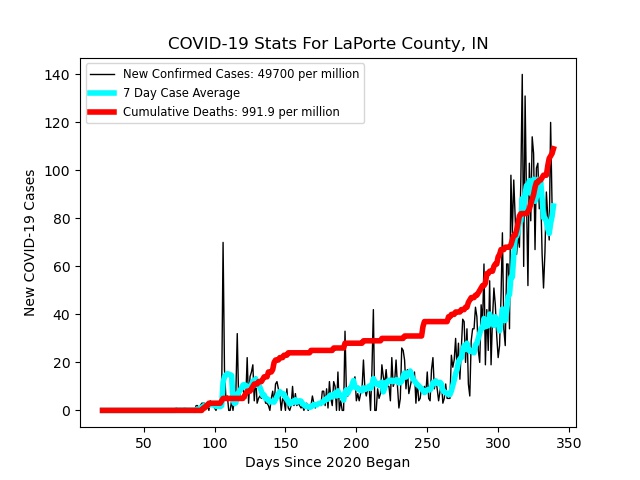 COVID-19 Stats For LaPorte County, IN
New Confirmed Cases: 49700 per million
7 Day Case Average
Cumulative Deaths: 991.9 per million
New COVID-19 Cases
140
120
100
80
60
40
20
0
50 100 150 200 250 300 350
Days Since 2020 Began